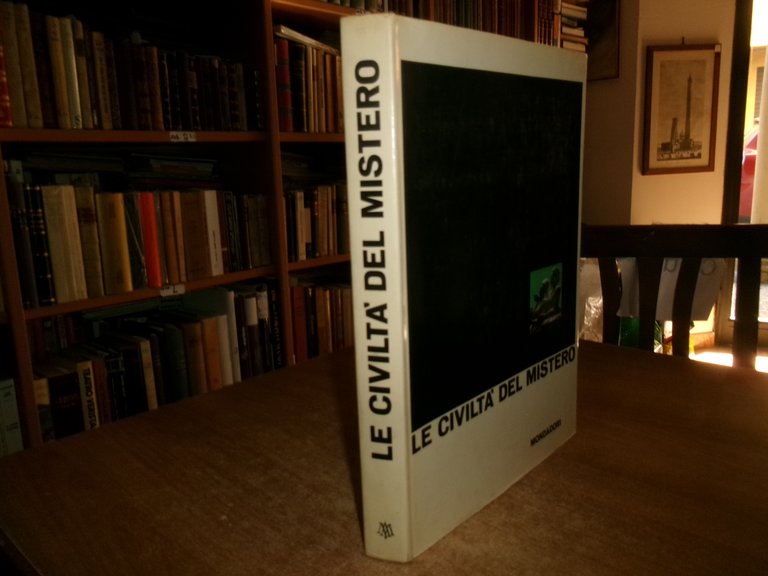 LE CIVILTA' DEL MISTERO
LE CIVILTA' DEL MISTERO
MONDADORI